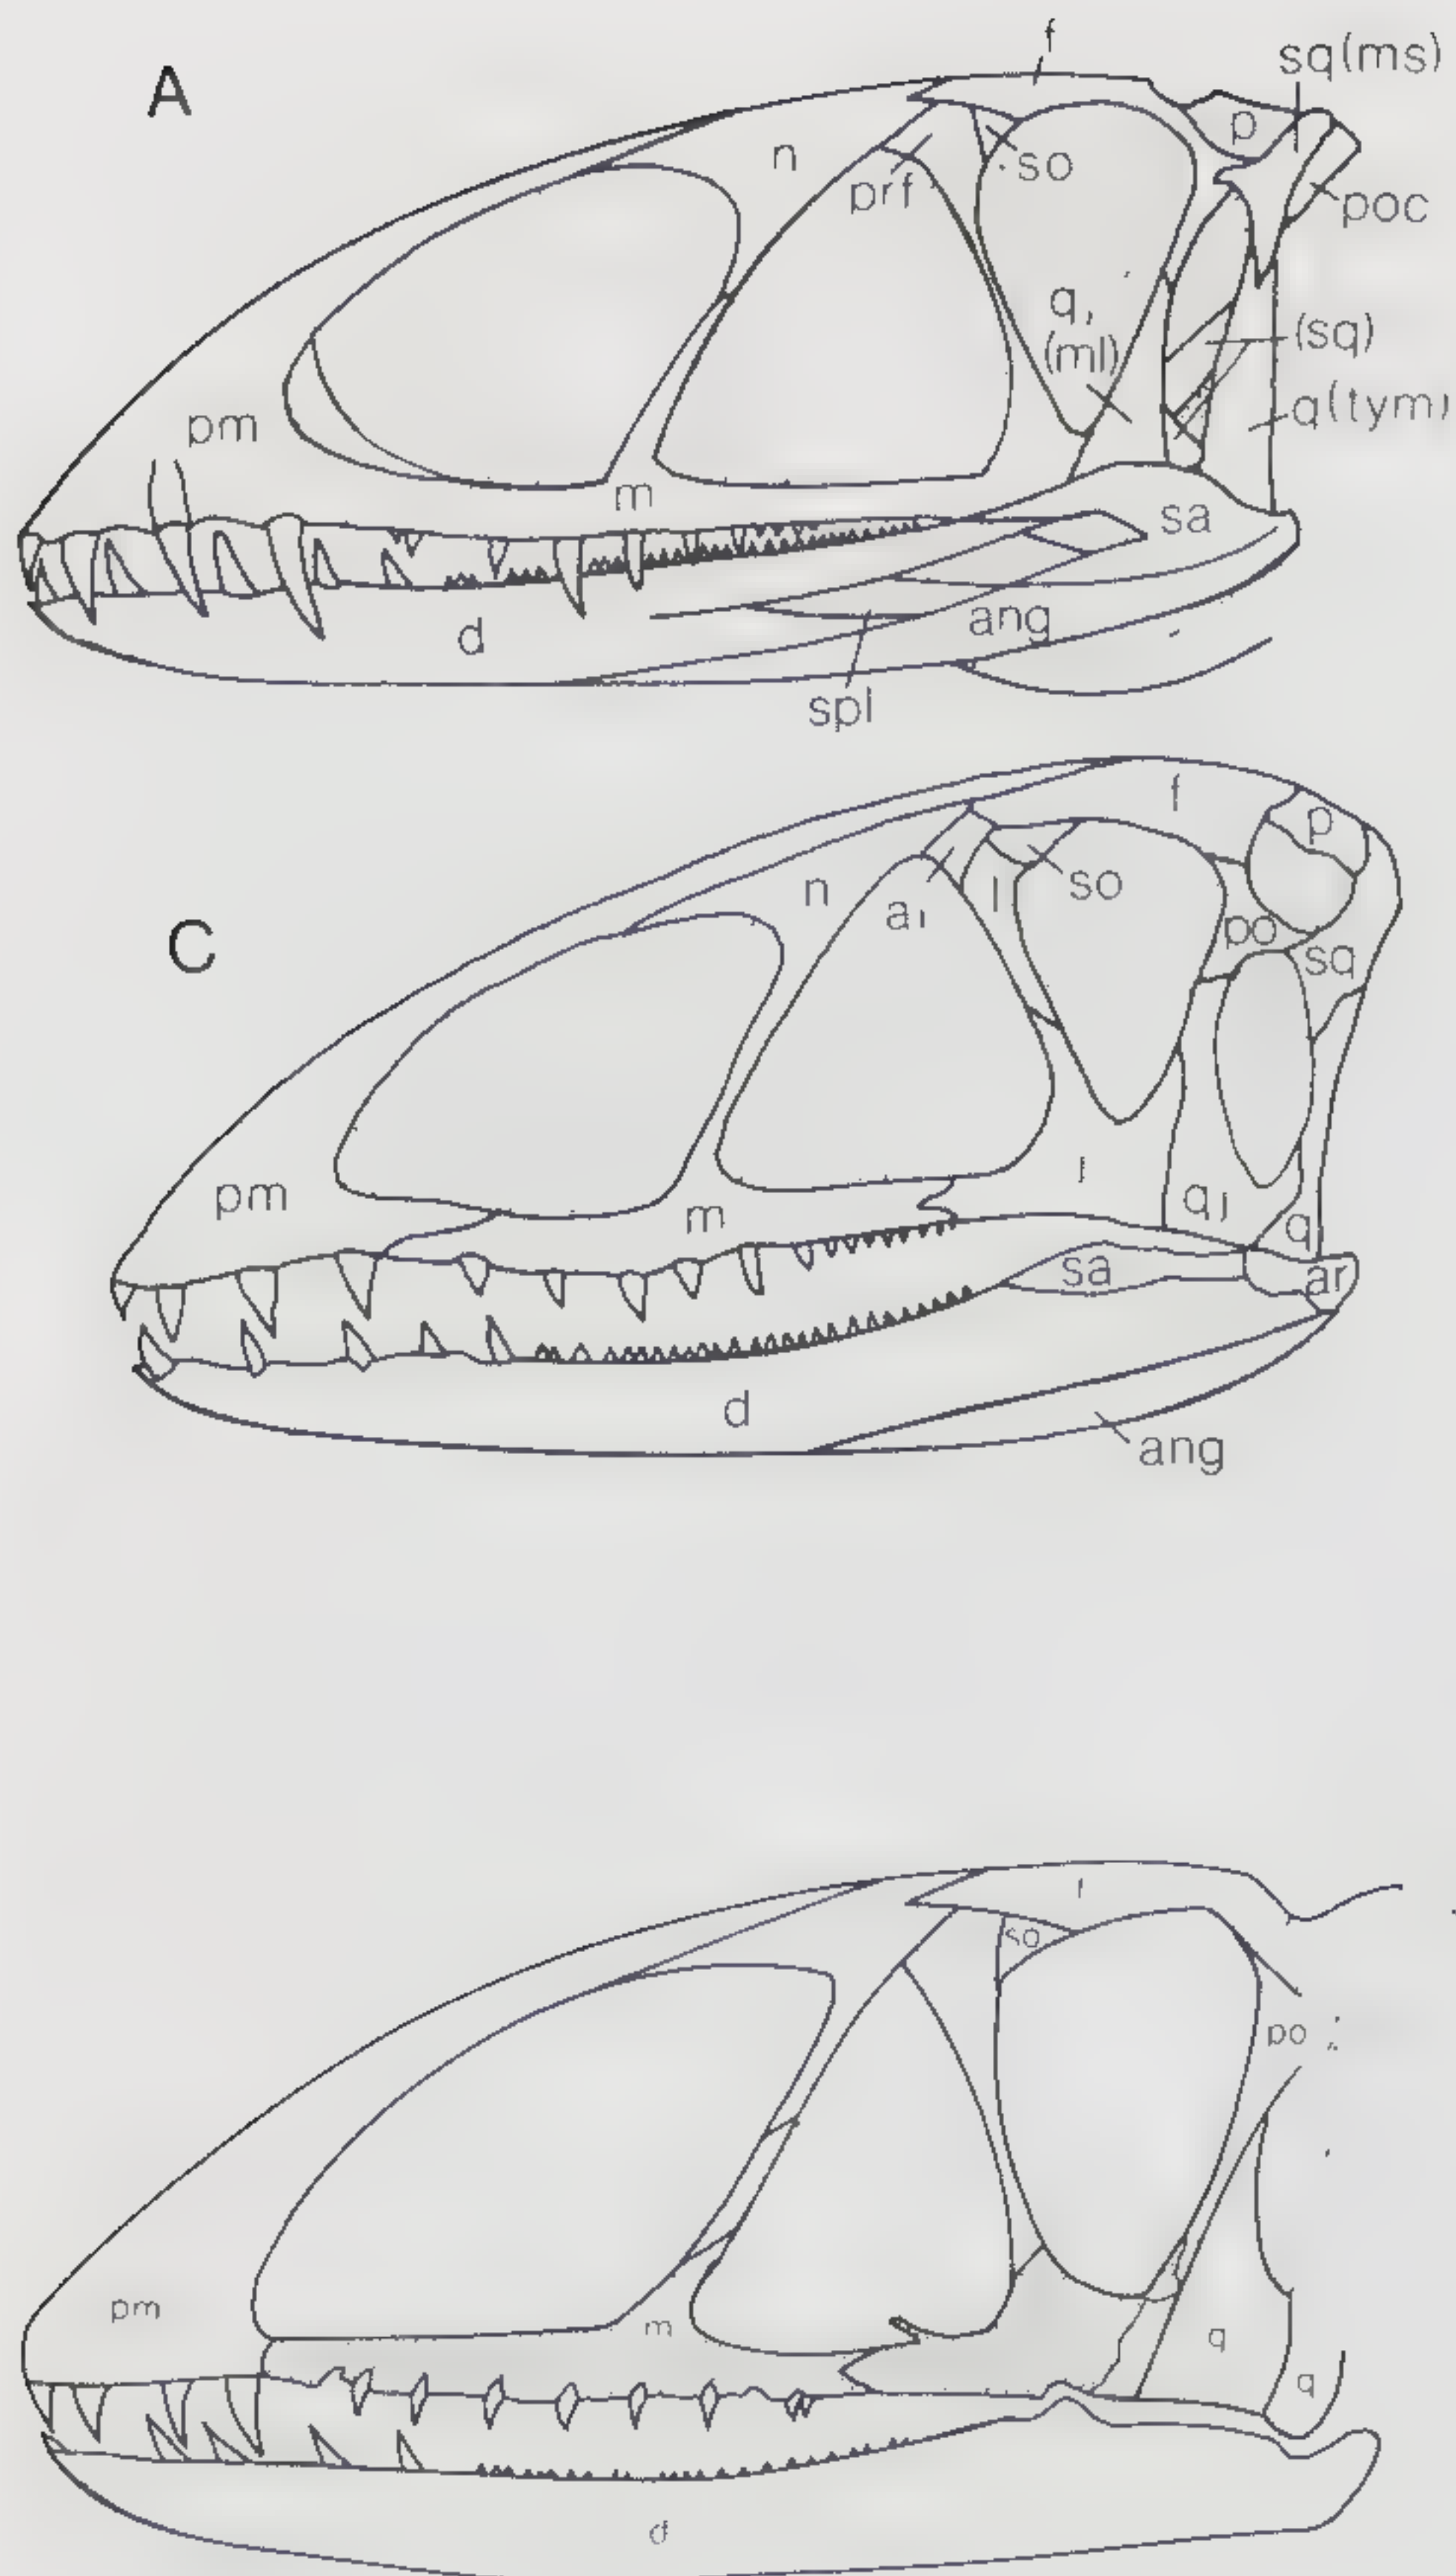 A
f
sq(ms)
n
prf
so
p
poc
q,
(ml)
(sq)
q(tym)
pm
m
sa
d
ang
spl
C
f
p
n
a,
l
so
po
sq
pm
m
qj
q
sa
ar
d
ang
f
so
po
pm
m
q
q
d